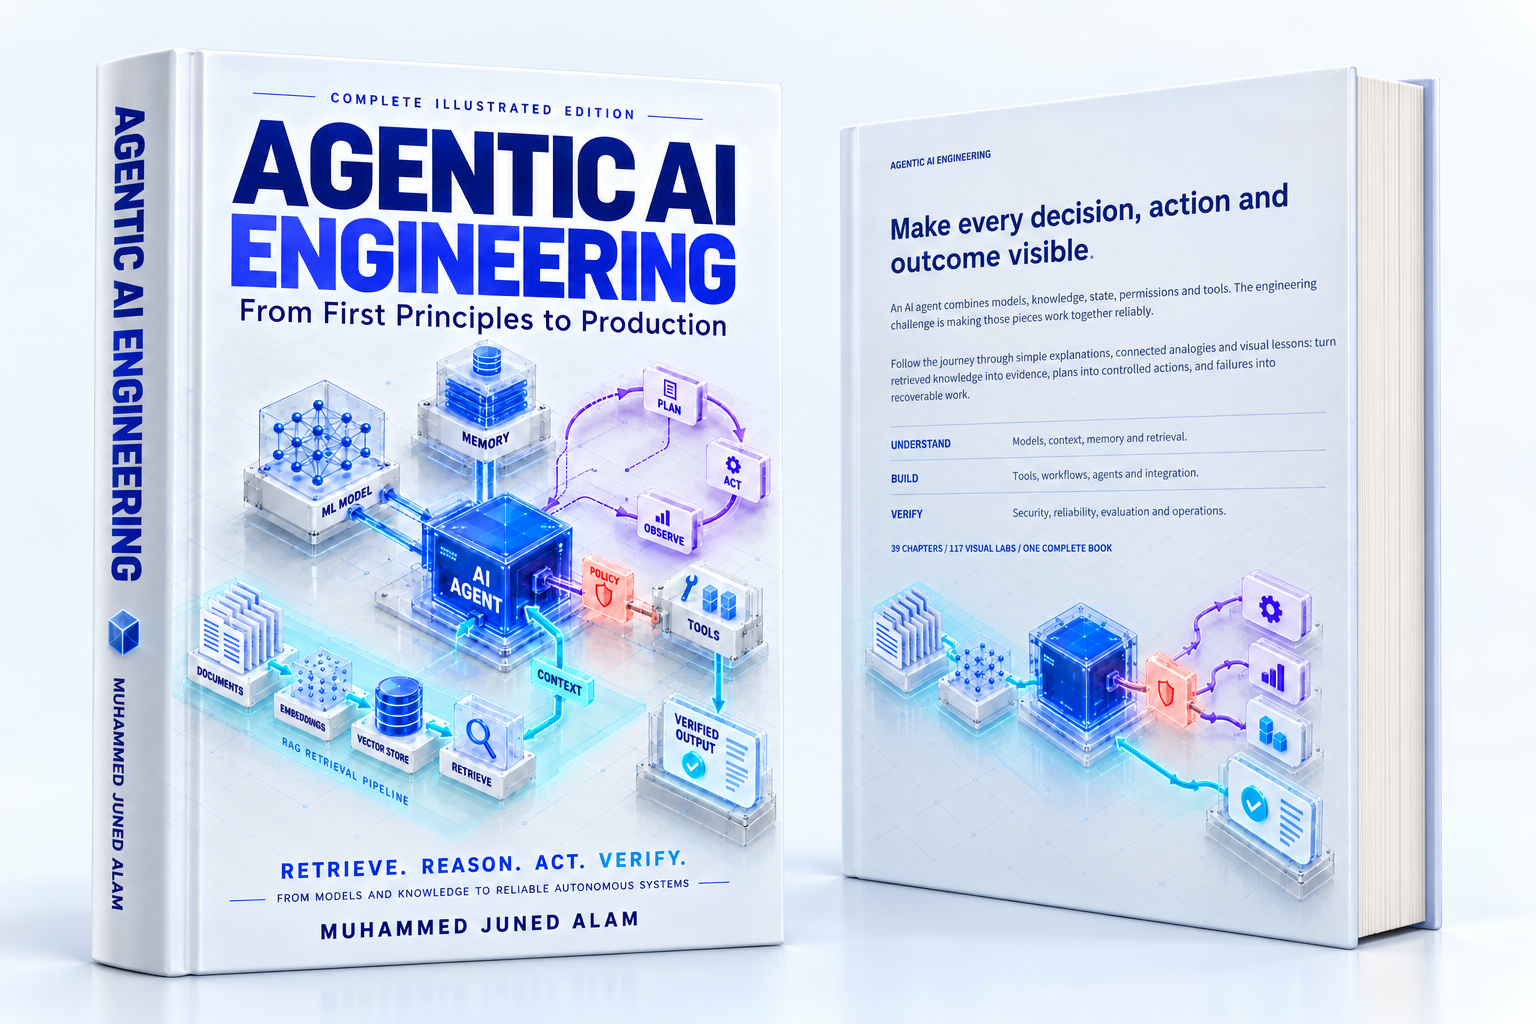 AGENTIC AI ENGINEERING
MUHAMMED JUNED ALAM
COMPLETE ILLUSTRATED EDITION
AGENTIC AI
ENGINEERING
From First Principles to Production
MEMORY
PLAN
ML MODEL
ACT
OBSERVE
AI
AGENT
POLICY
TOOLS
DOCUMENTS
EMBEDDINGS
VECTOR STORE
RETRIEVE
CONTEXT
RAG RETRIEVAL PIPELINE
VERIFIED
OUTPUT
RETRIEVE. REASON. ACT. VERIFY.
FROM MODELS AND KNOWLEDGE TO RELIABLE AUTONOMOUS SYSTEMS
MUHAMMED JUNED ALAM
AGENTIC AI ENGINEERING
Make every decision, action and
outcome visible.
An AI agent combines models, knowledge, state, permissions and tools. The engineering
challenge is making those pieces work together reliably.
Follow the journey through simple explanations, connected analogies and visual lessons: turn
retrieved knowledge into evidence, plans into controlled actions, and failures into
recoverable work.
UNDERSTAND Models, context, memory and retrieval.
BUILD Tools, workflows, agents and integration.
VERIFY Security, reliability, evaluation and operations.
39 CHAPTERS / 117 VISUAL LABS / ONE COMPLETE BOOK